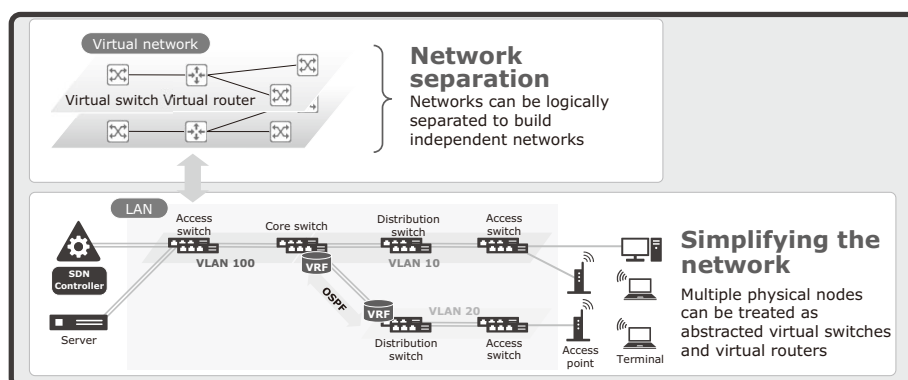 Virtual network
Virtual switch Virtual router
Network
separation
Networks can be logically
separated to build
independent networks
LAN
Access
switch
Core switch
Distribution
switch
Access
switch
SDN
Controller
VLAN 100
VRF
VLAN 10
OSPF
VRF
VLAN 20
Server
Distribution
switch
Access
switch
Access
point
Terminal
Simplifying the
network
Multiple physical nodes
can be treated as
abstracted virtual switches
and virtual routers